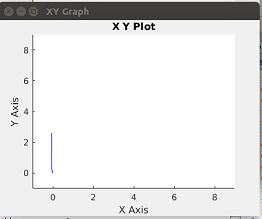 XY Graph
X Y Plot
8
6
4
2
0
Y Axis
0 2 4 6 8
X Axis